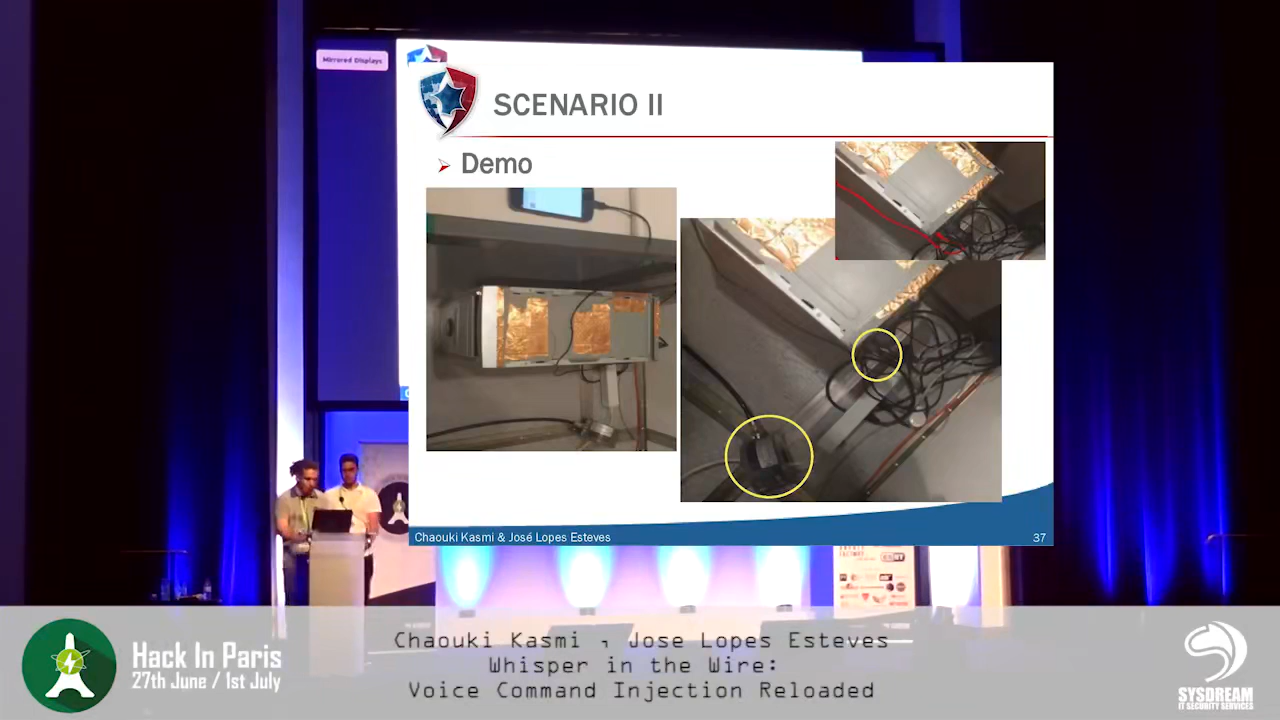 Mirrored Displays
SCENARIO II
Demo
Chaouki Kasmi & José Lopes Esteves
37
Hack In Paris
27th June / 1st July
Chaouki Kasmi , Jose Lopes Esteves
Whisper in the Wire:
Voice Command Injection Reloaded
SYSDREAM
IT SECURITY SERVICES